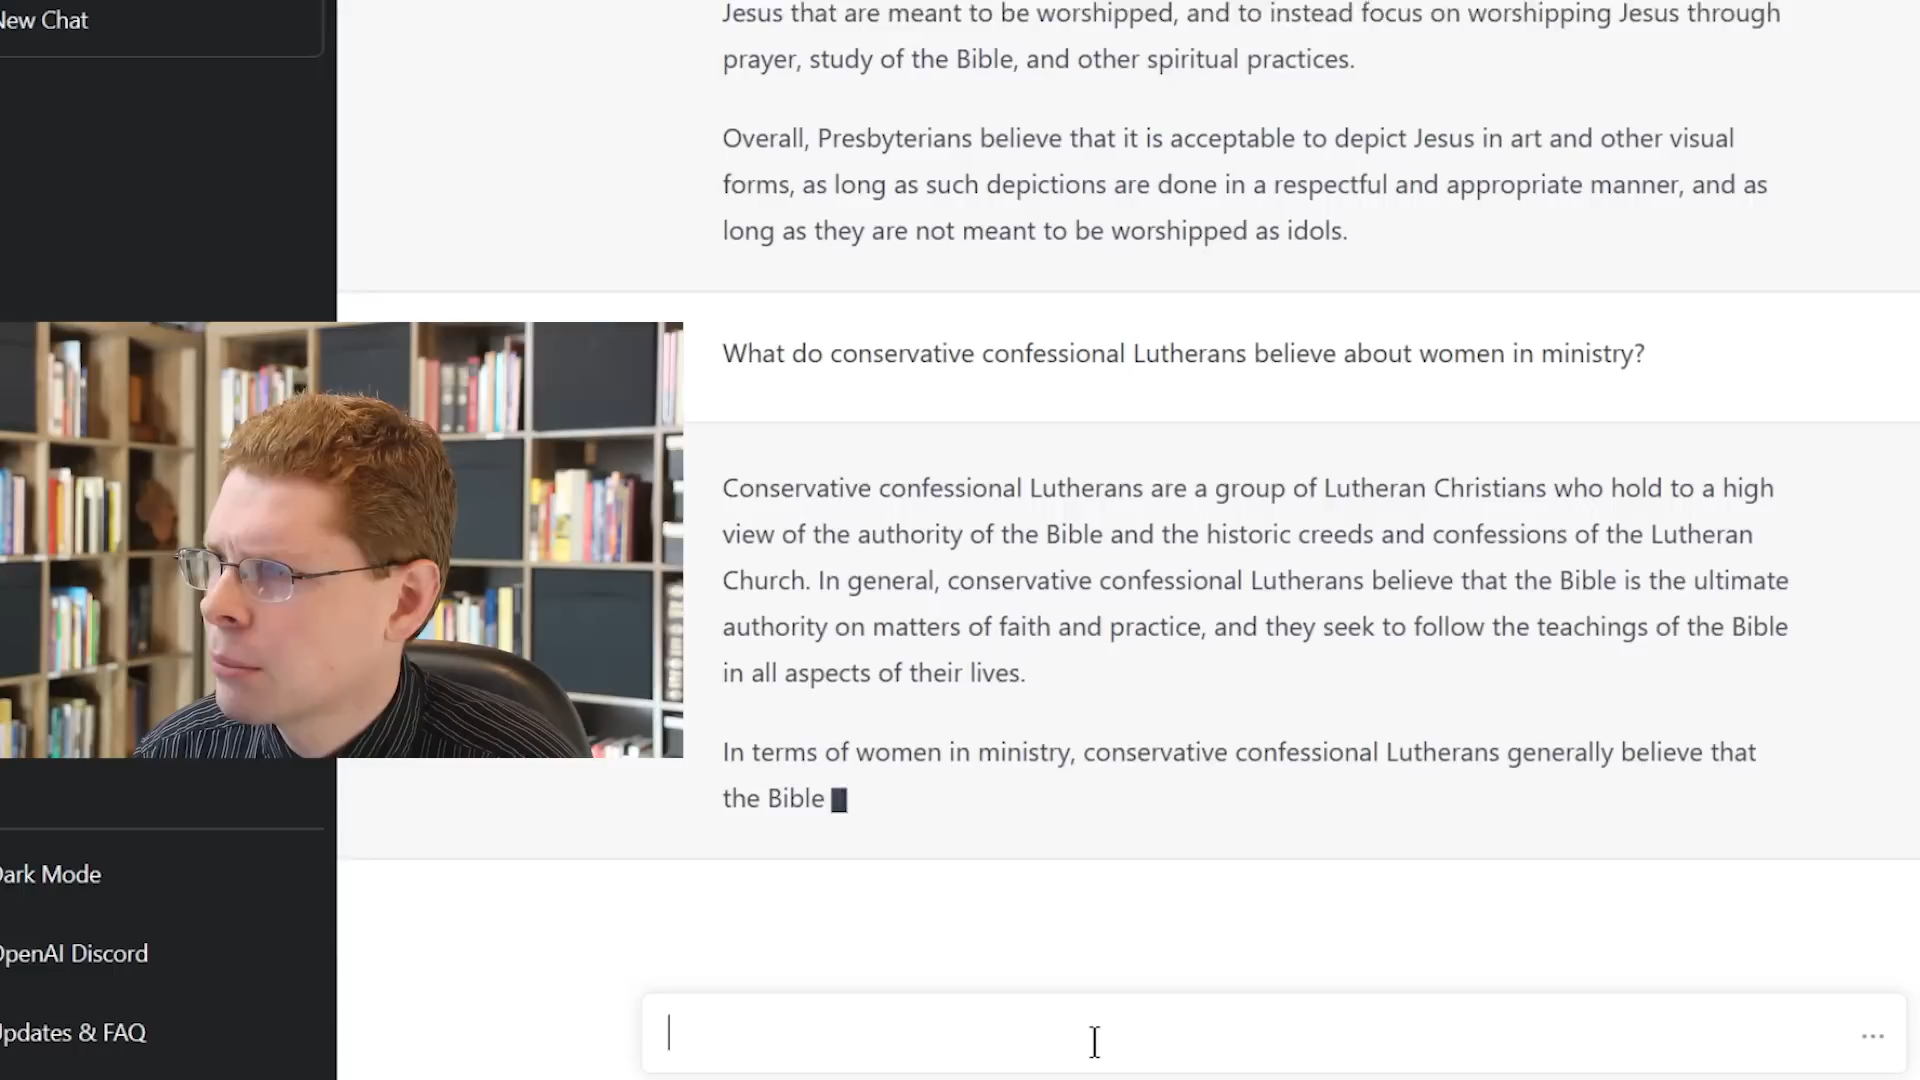 New Chat
Jesus that are meant to be worshipped, and to instead focus on worshipping Jesus through
prayer, study of the Bible, and other spiritual practices.
Overall, Presbyterians believe that it is acceptable to depict Jesus in art and other visual
forms, as long as such depictions are done in a respectful and appropriate manner, and as
long as they are not meant to be worshipped as idols.
What do conservative confessional Lutherans believe about women in ministry?
Conservative confessional Lutherans are a group of Lutheran Christians who hold to a high
view of the authority of the Bible and the historic creeds and confessions of the Lutheran
Church. In general, conservative confessional Lutherans believe that the Bible is the ultimate
authority on matters of faith and practice, and they seek to follow the teachings of the Bible
in all aspects of their lives.
In terms of women in ministry, conservative confessional Lutherans generally believe that
the Bible
Dark Mode
OpenAI Discord
Updates & FAQ